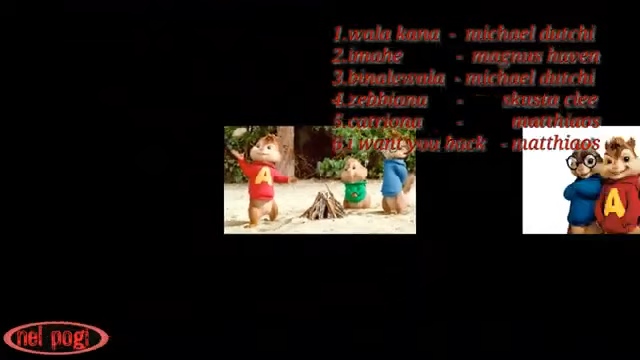 1.wala kana - michael dutchi
2.imahe - magnus haven
3.binalewala - michael dutchi
4.zebbiana - skusta clee
5.catriona - matthiaos
6.i want you back - matthiaos
A
A
nel pogi